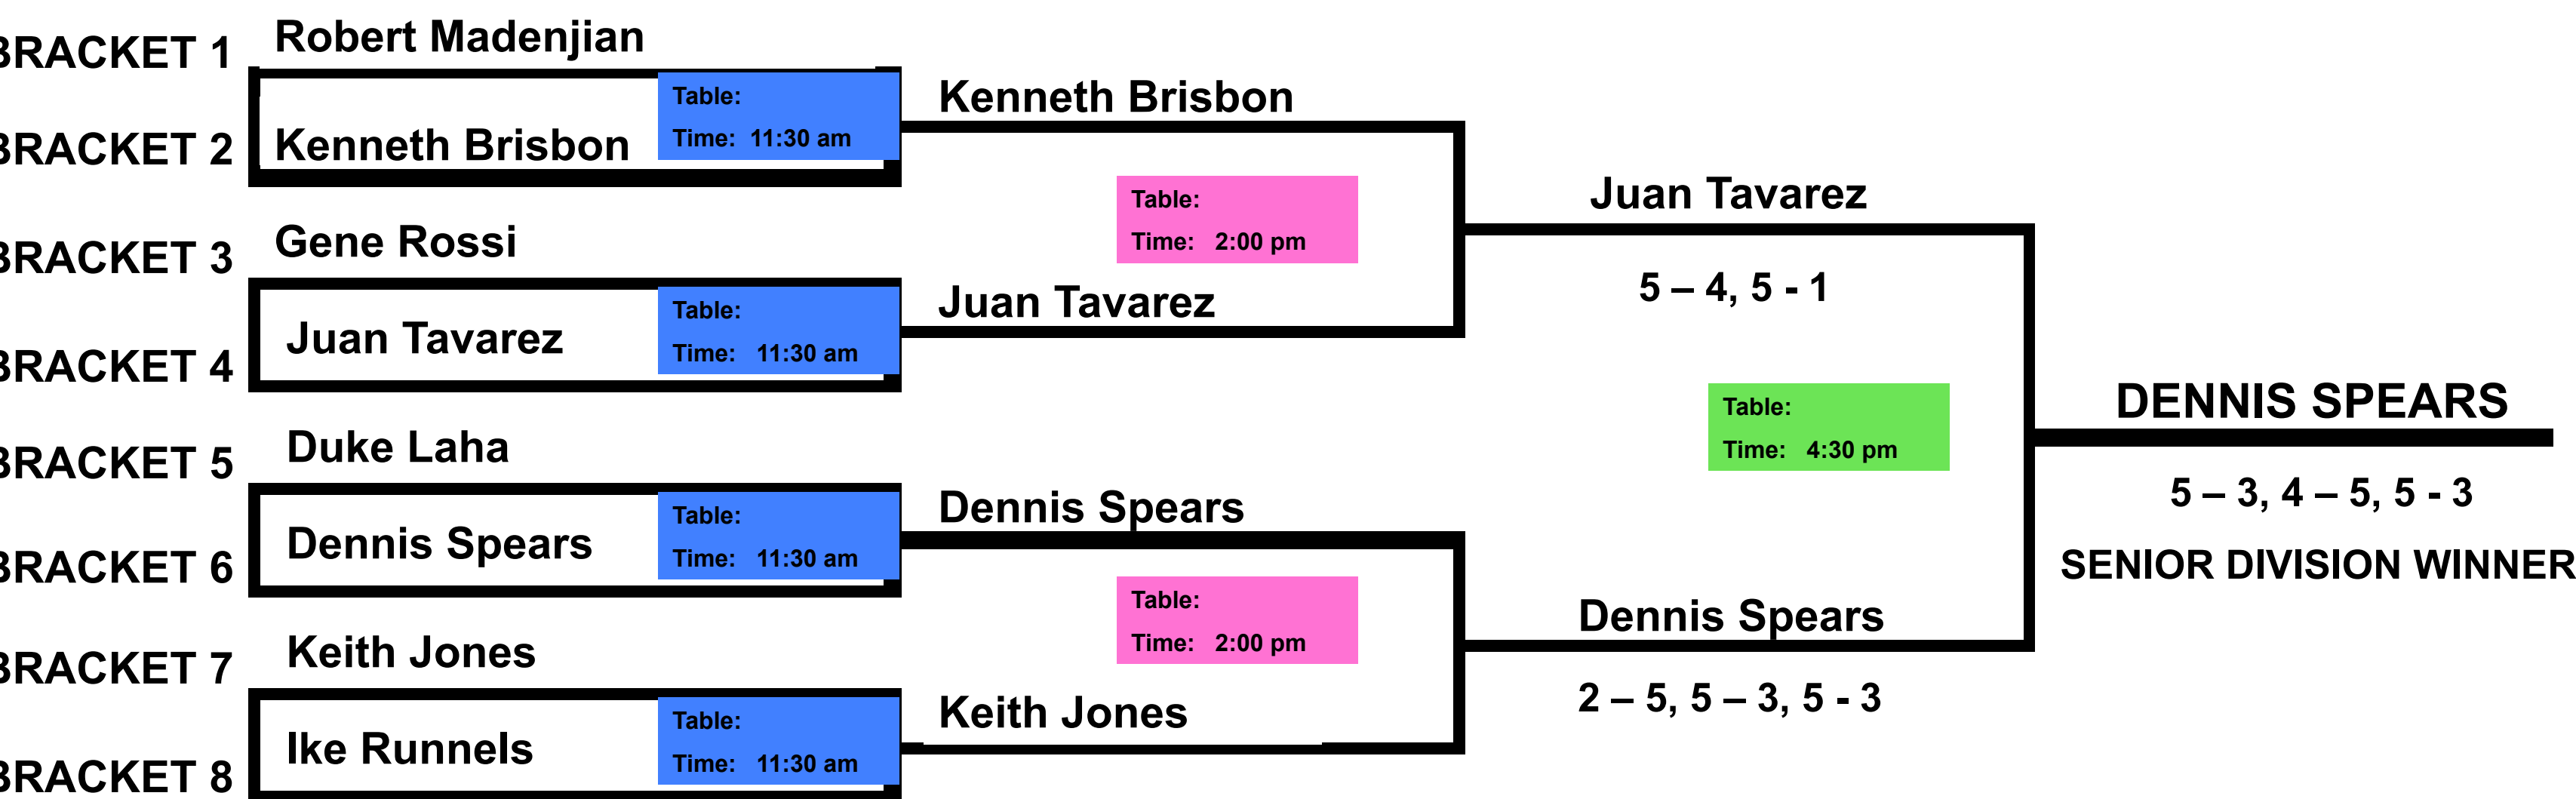 BRACKET 1
Robert Madenjian
BRACKET 2
Kenneth Brisbon
Table:
Time: 11:30 am
BRACKET 3
Gene Rossi
BRACKET 4
Juan Tavarez
Table:
Time: 11:30 am
BRACKET 5
Duke Laha
BRACKET 6
Dennis Spears
Table:
Time: 11:30 am
BRACKET 7
Keith Jones
BRACKET 8
Ike Runnels
Table:
Time: 11:30 am
Kenneth Brisbon
Table:
Time: 2:00 pm
Juan Tavarez
Dennis Spears
Table:
Time: 2:00 pm
Keith Jones
Juan Tavarez
5 – 4, 5 - 1
Table:
Time: 4:30 pm
Dennis Spears
2 – 5, 5 – 3, 5 - 3
DENNIS SPEARS
5 – 3, 4 – 5, 5 - 3
SENIOR DIVISION WINNER